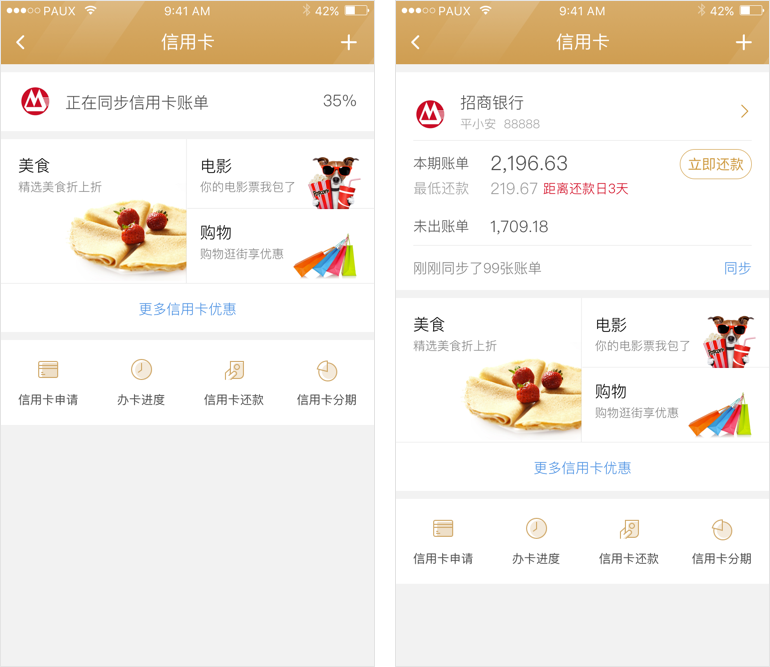 PAUX 9:41 AM 42%
信用卡
正在同步信用卡账单 35%
美食
精选美食折上折
电影
你的电影票我包了
购物
购物逛街享优惠
更多信用卡优惠
信用卡申请 办卡进度 信用卡还款 信用卡分期
PAUX 9:41 AM 42%
信用卡
招商银行
平小安 88888
本期账单 2,196.63 立即还款
最低还款 219.67 距离还款日3天
未出账单 1,709.18
刚刚同步了99张账单 同步
美食
精选美食折上折
电影
你的电影票我包了
购物
购物逛街享优惠
更多信用卡优惠
信用卡申请 办卡进度 信用卡还款 信用卡分期